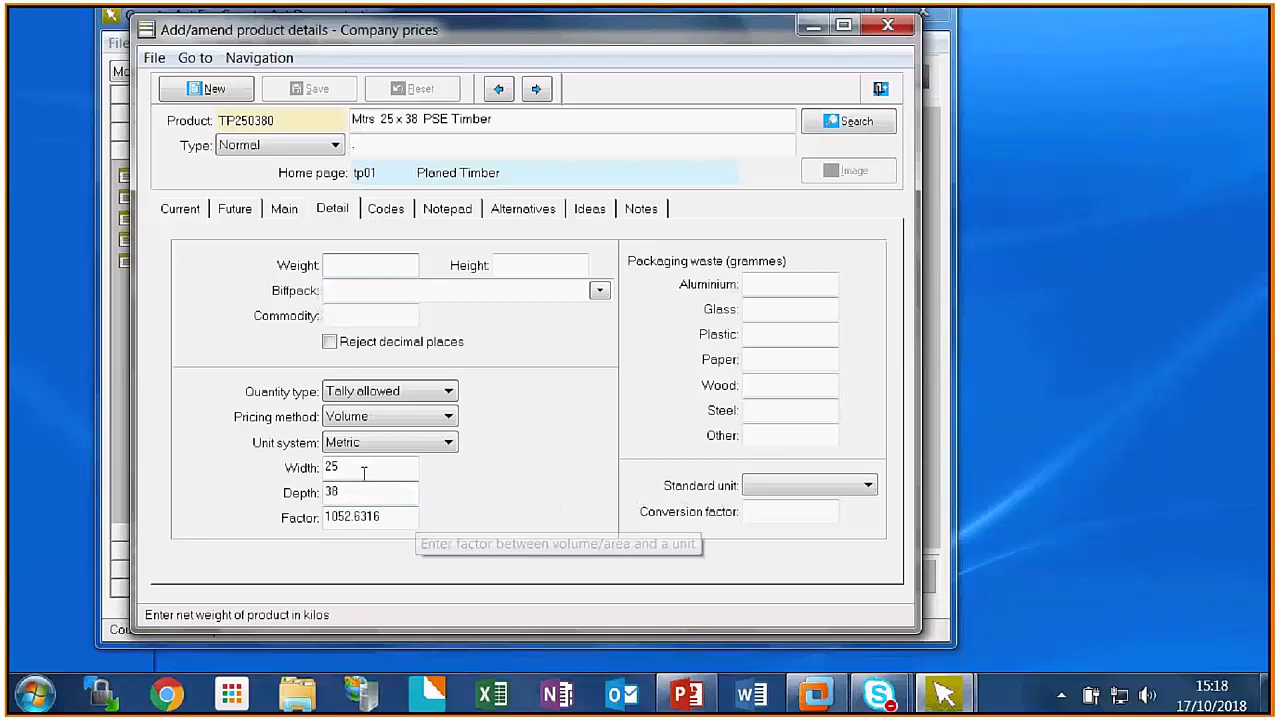 Add/amend product details - Company prices
File
File Go to Navigation
Mo
New Save Reset
Product: TP250380 Mtrs 25 x 38 PSE Timber Search
Type: Normal .
Home page: tp01 Planed Timber Image
Current Future Main Detail Codes Notepad Alternatives Ideas Notes
Weight: Height:
Biffpack:
Commodity:
Reject decimal places
Quantity type: Tally allowed
Pricing method: Volume
Unit system: Metric
Width: 25
Depth: 38
Factor: 1052.6316
Enter factor between volume/area and a unit
Packaging waste (grammes)
Aluminium:
Glass:
Plastic:
Paper:
Wood:
Steel:
Other:
Standard unit:
Conversion factor:
Enter net weight of product in kilos
Cou
15:18
17/10/2018